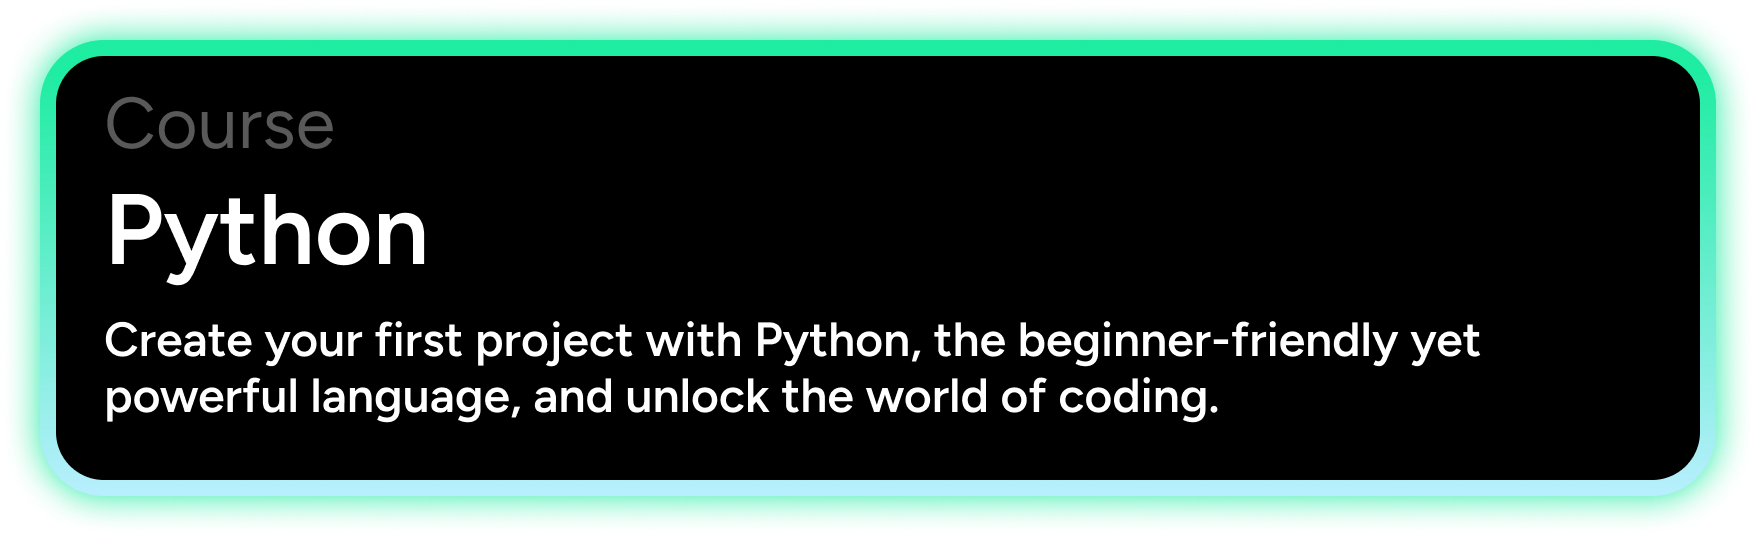 Course
Python
Create your first project with Python, the beginner-friendly yet
powerful language, and unlock the world of coding.